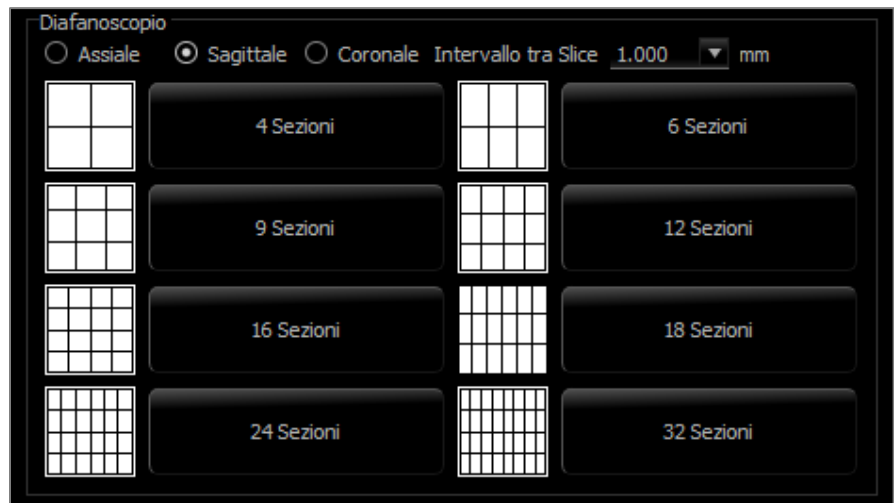 Diafanoscopio
Assiale Sagittale Coronale Intervallo tra Slice 1.000 mm
4 Sezioni 6 Sezioni
9 Sezioni 12 Sezioni
16 Sezioni 18 Sezioni
24 Sezioni 32 Sezioni